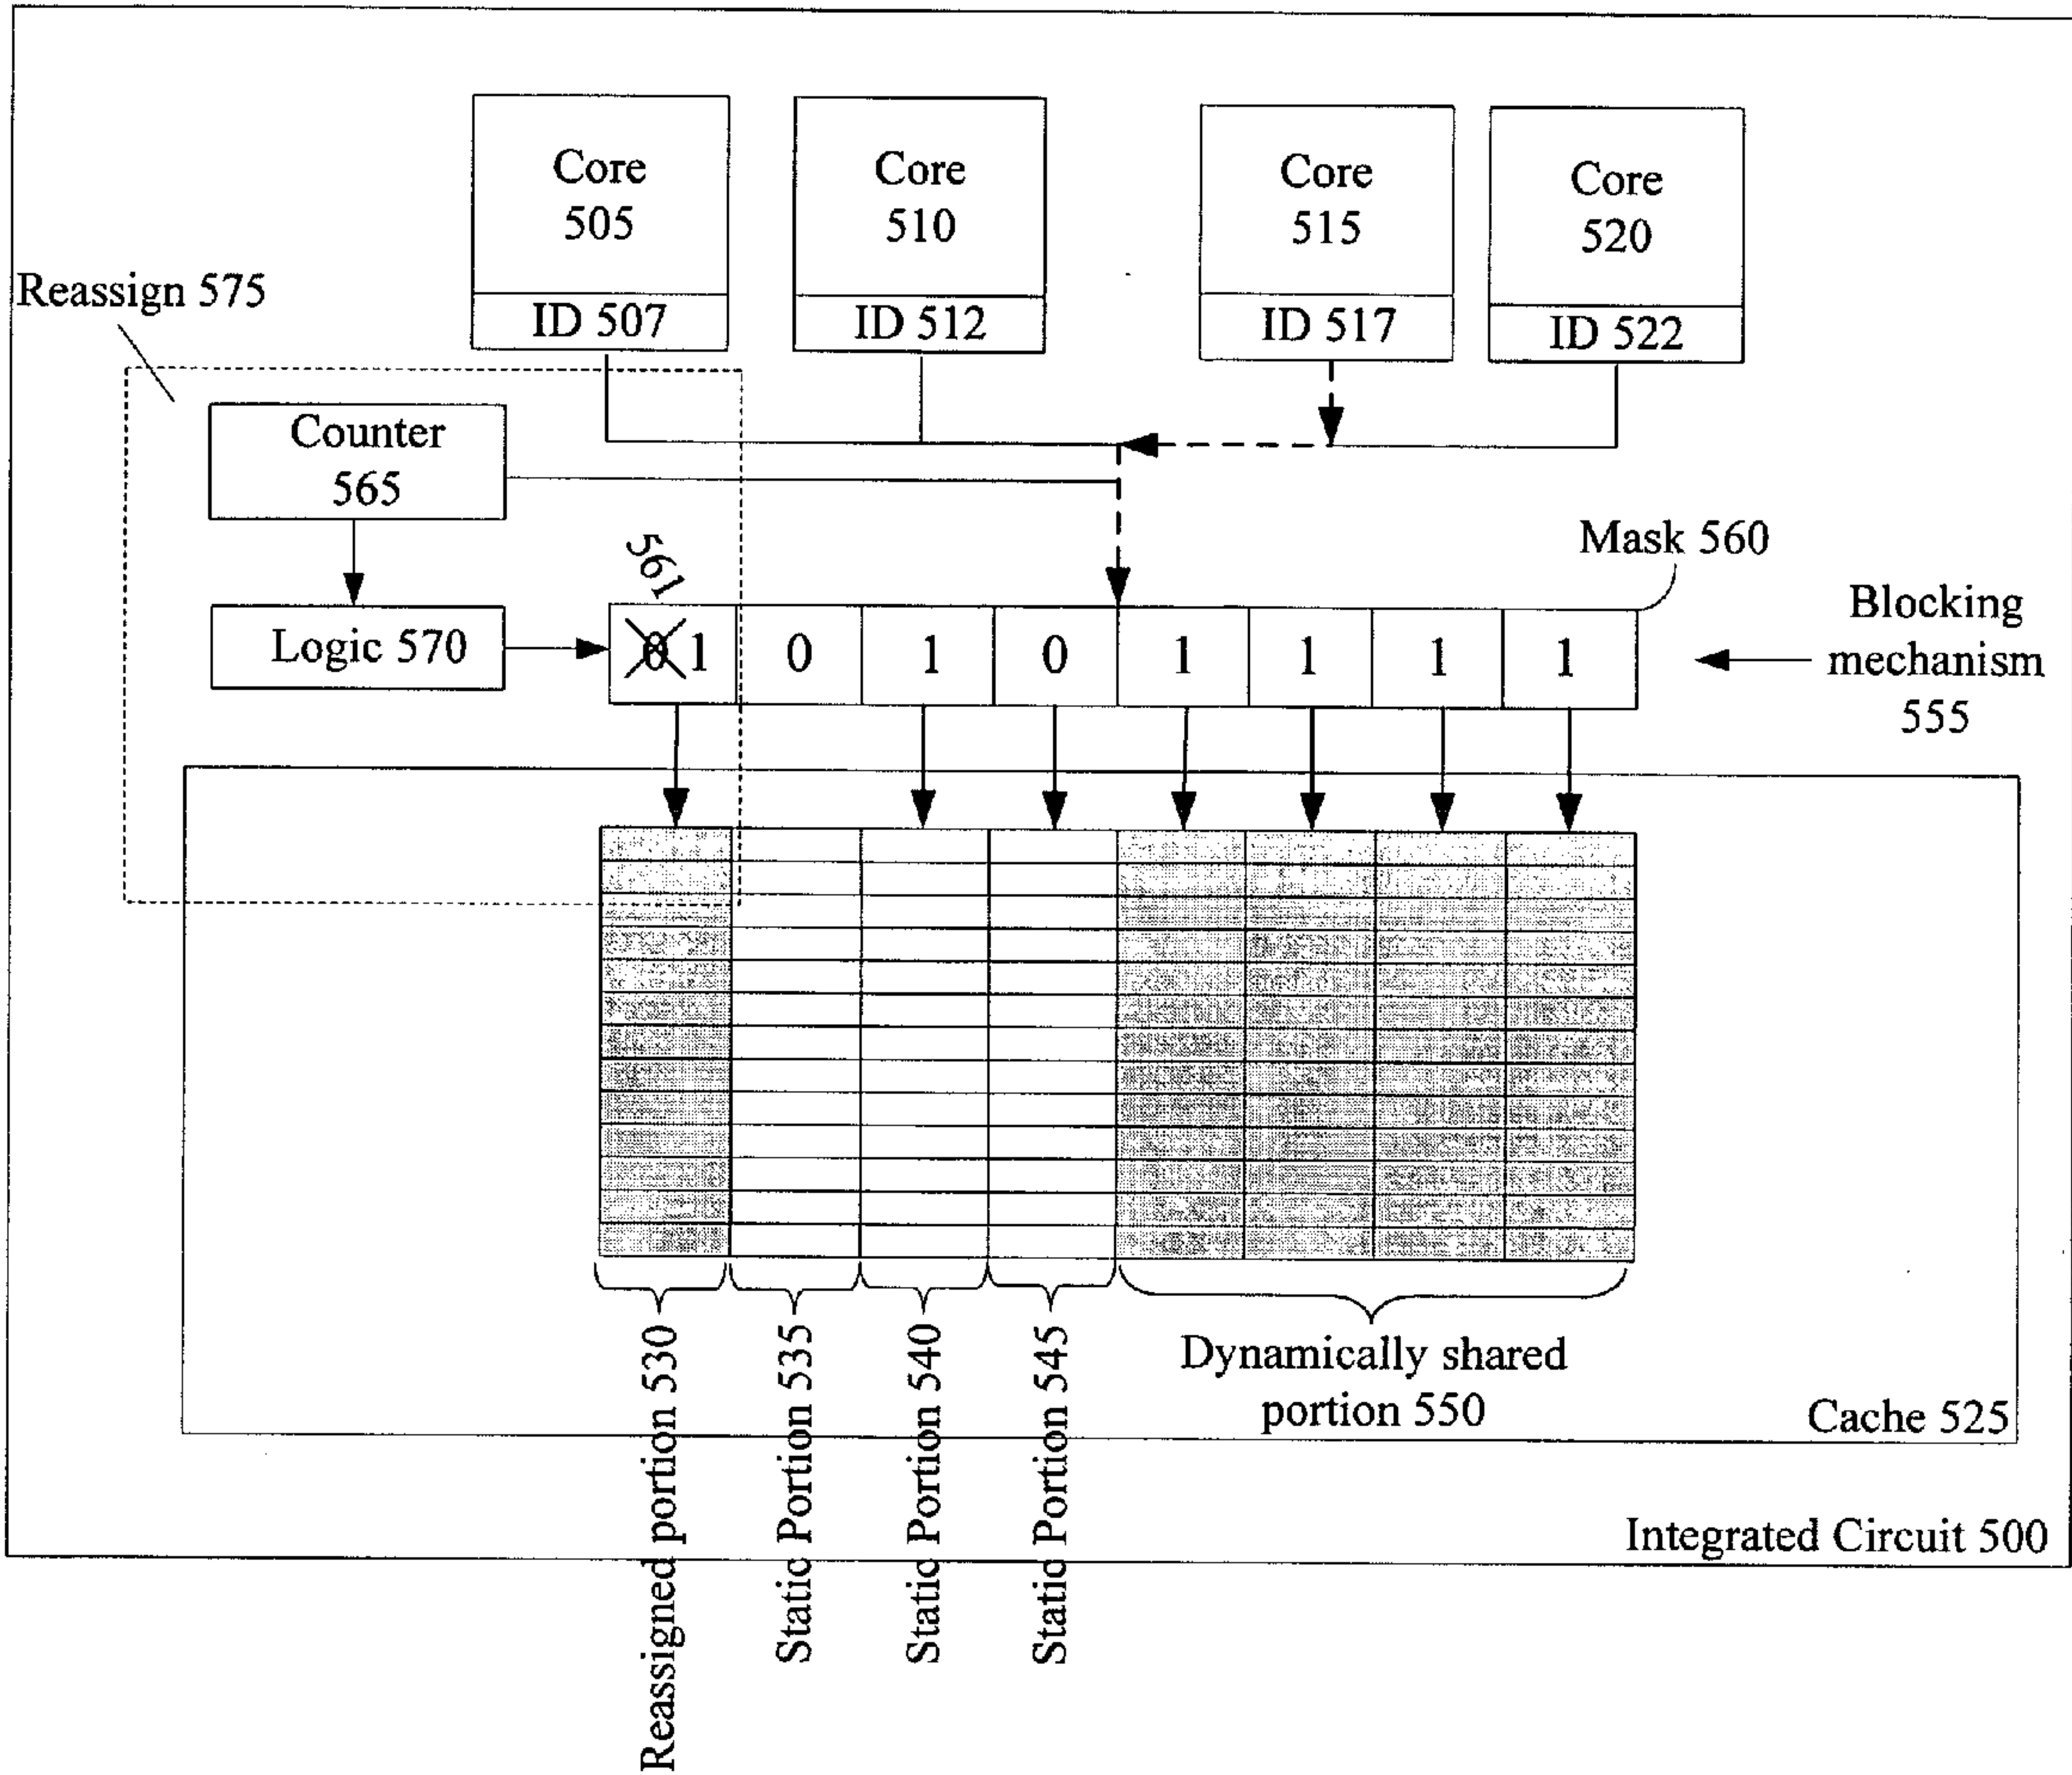 Core
505
ID 507
Core
510
ID 512
Core
515
ID 517
Core
520
ID 522
Reassign 575
Counter
565
Logic 570
561
Mask 560
0 1 0 1 0 1 1 1 1
Blocking
mechanism
555
Reassigned portion 530
Static Portion 535
Static Portion 540
Static Portion 545
Dynamically shared
portion 550
Cache 525
Integrated Circuit 500